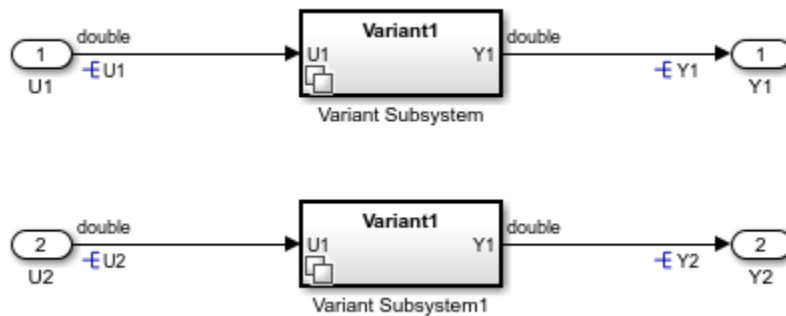 double Variant1 double
1 U1 Y1 1
U1 U1 Y1 Y1
Variant Subsystem
double Variant1 double
2 U1 Y1 2
U2 U2 Y2 Y2
Variant Subsystem1